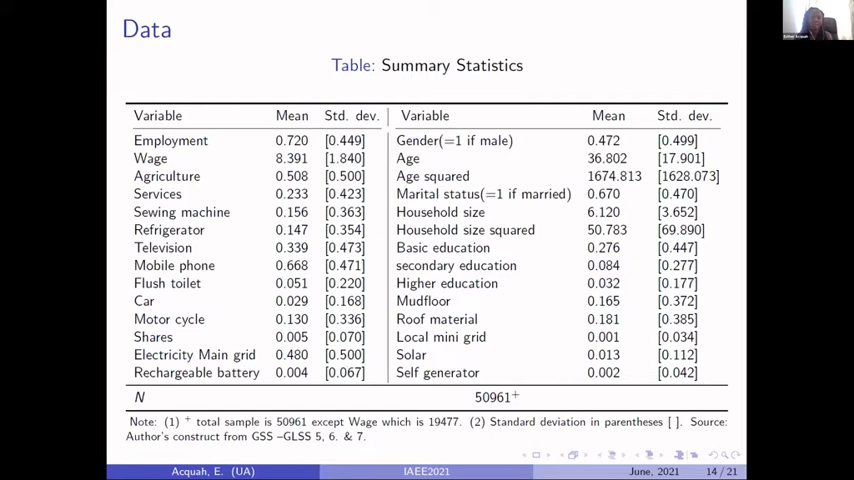 Data
Table: Summary Statistics
Variable Mean Std. dev. Variable Mean Std. dev.
Employment 0.720 [0.449] Gender(=1 if male) 0.472 [0.499]
Wage 8.391 [1.840] Age 36.802 [17.901]
Agriculture 0.508 [0.500] Age squared 1674.813 [1628.073]
Services 0.233 [0.423] Marital status(=1 if married) 0.670 [0.470]
Sewing machine 0.156 [0.363] Household size 6.120 [3.652]
Refrigerator 0.147 [0.354] Household size squared 50.783 [69.890]
Television 0.339 [0.473] Basic education 0.276 [0.447]
Mobile phone 0.668 [0.471] secondary education 0.084 [0.277]
Flush toilet 0.051 [0.220] Higher education 0.032 [0.177]
Car 0.029 [0.168] Mudfloor 0.165 [0.372]
Motor cycle 0.130 [0.336] Roof material 0.181 [0.385]
Shares 0.005 [0.070] Local mini grid 0.001 [0.034]
Electricity Main grid 0.480 [0.500] Solar 0.013 [0.112]
Rechargeable battery 0.004 [0.067] Self generator 0.002 [0.042]
N 50961+
Note: (1) + total sample is 50961 except Wage which is 19477. (2) Standard deviation in parentheses [ ]. Source:
Author's construct from GSS –GLSS 5, 6. & 7.
Acquah, E. (UA) IAEE2021 June, 2021 14 / 21